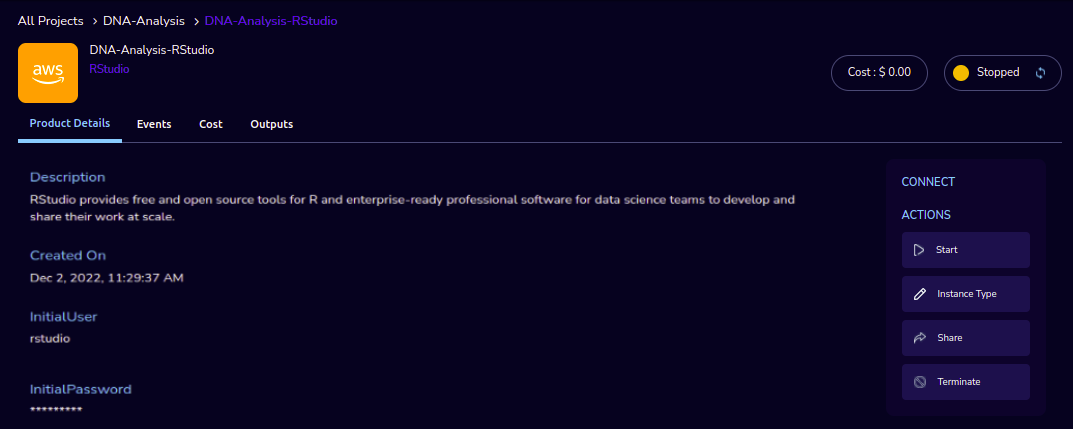 All Projects > DNA-Analysis > DNA-Analysis-RStudio
aws
DNA-Analysis-RStudio
RStudio
Cost : $ 0.00
Stopped
Product Details
Events
Cost
Outputs
Description
RStudio provides free and open source tools for R and enterprise-ready professional software for data science teams to develop and
share their work at scale.
Created On
Dec 2, 2022, 11:29:37 AM
InitialUser
rstudio
InitialPassword
*********
CONNECT
ACTIONS
Start
Instance Type
Share
Terminate